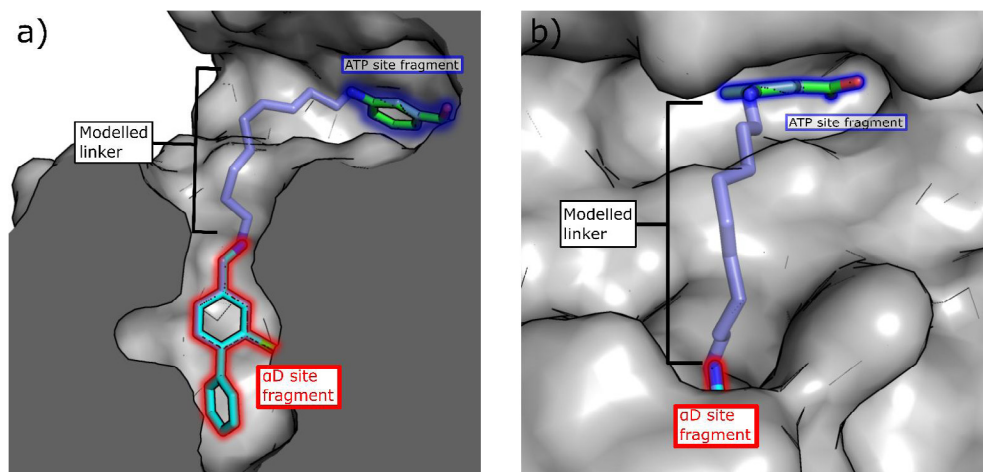 a)
ATP site fragment
Modelled
linker
αD site
fragment
b)
ATP site fragment
Modelled
linker
αD site
fragment